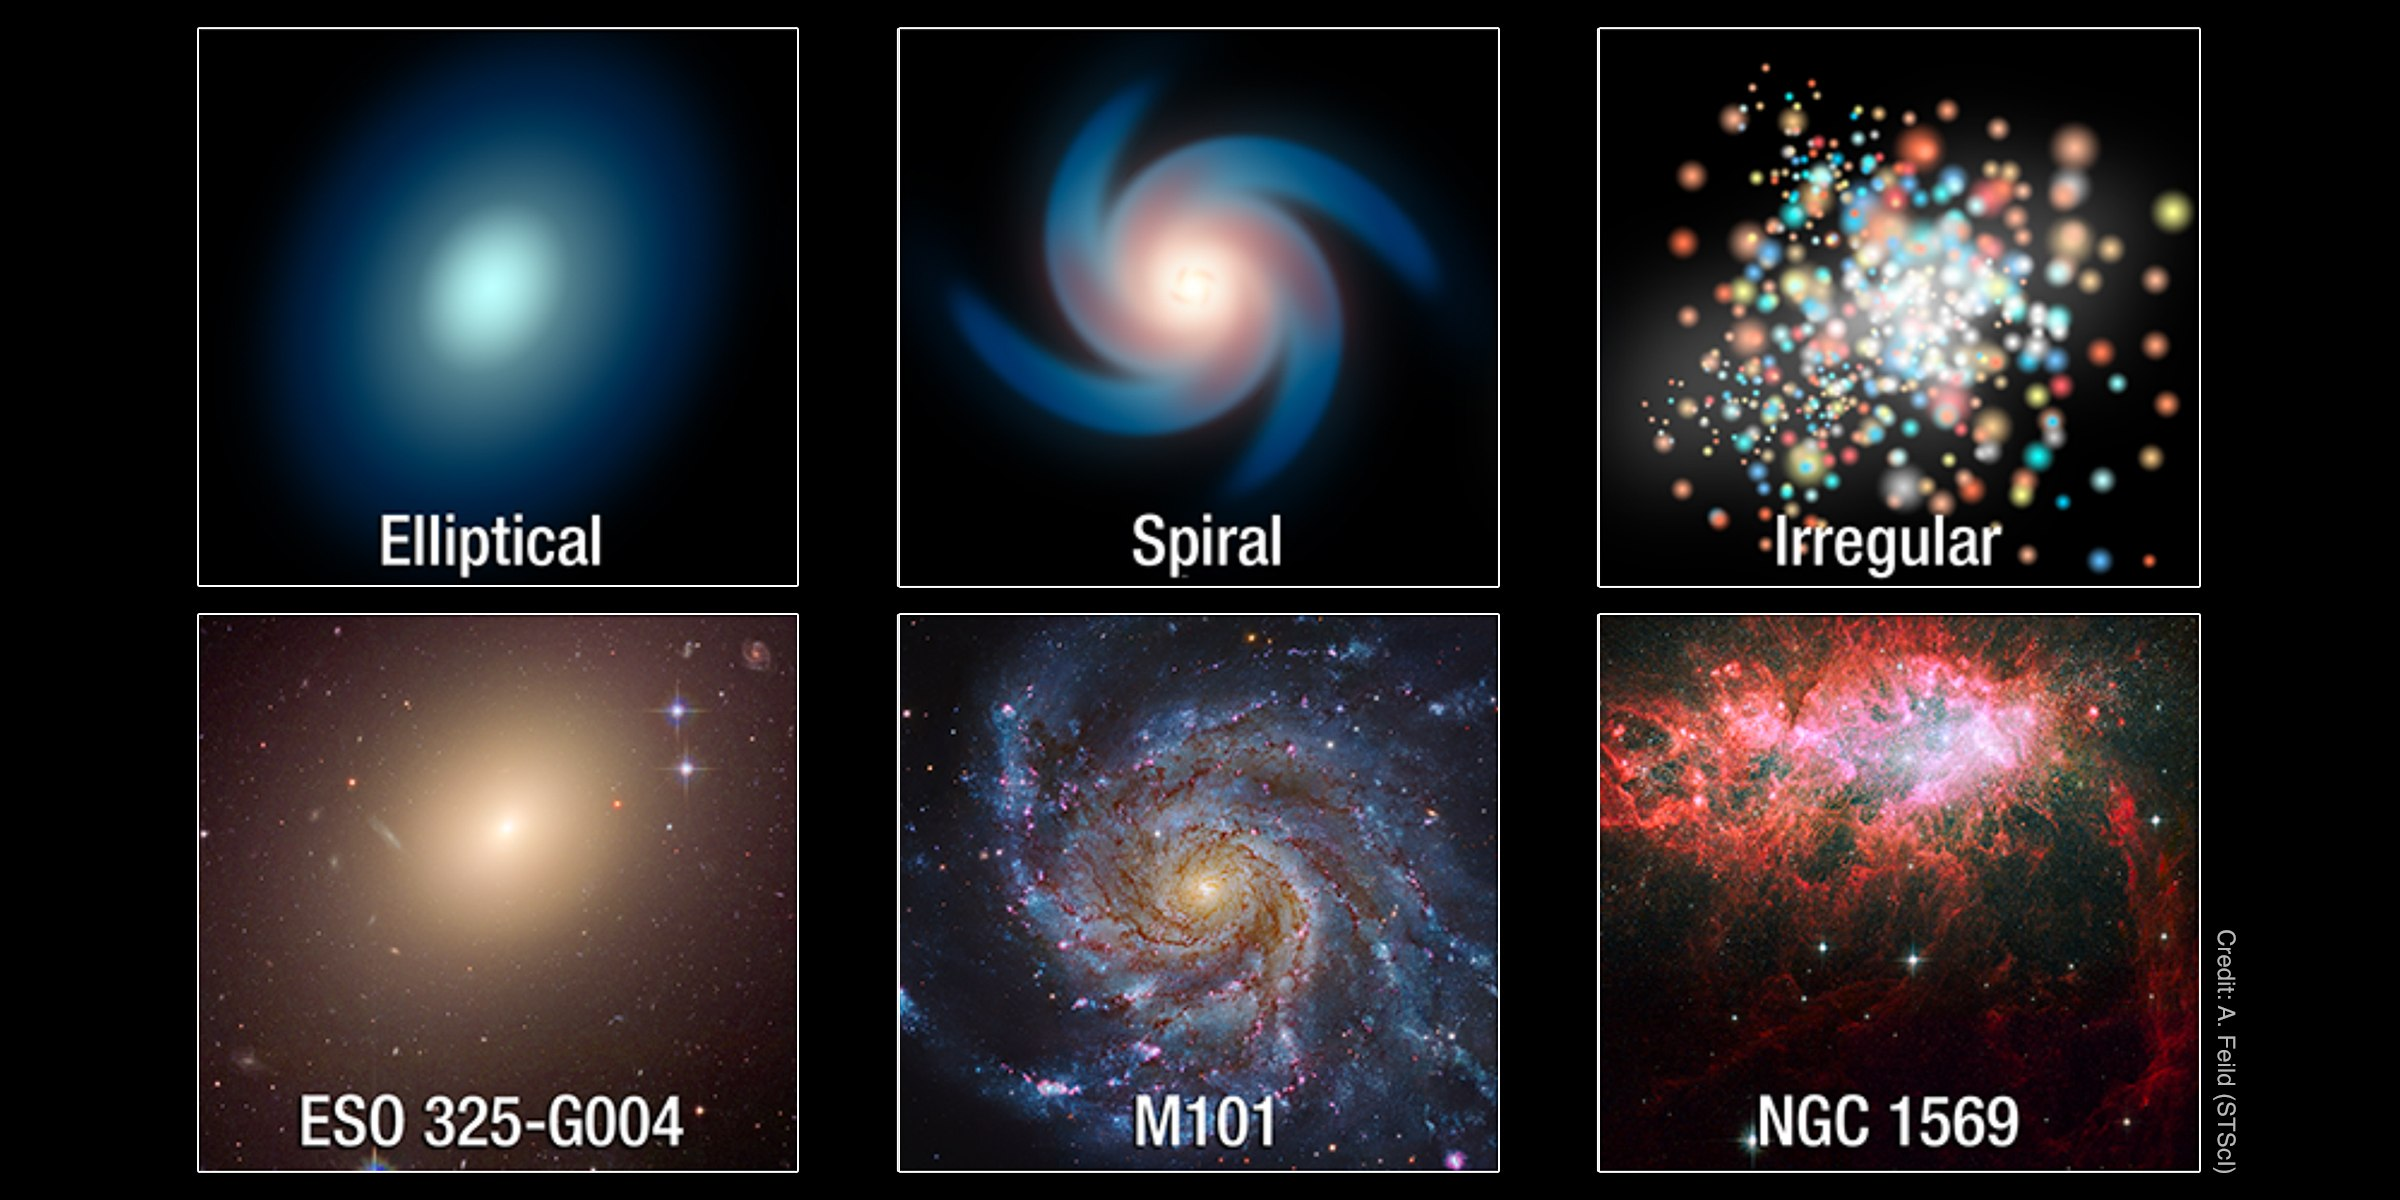 Elliptical
Spiral
Irregular
ESO 325-G004
M101
NGC 1569
Credit: A. Feild (STScI)